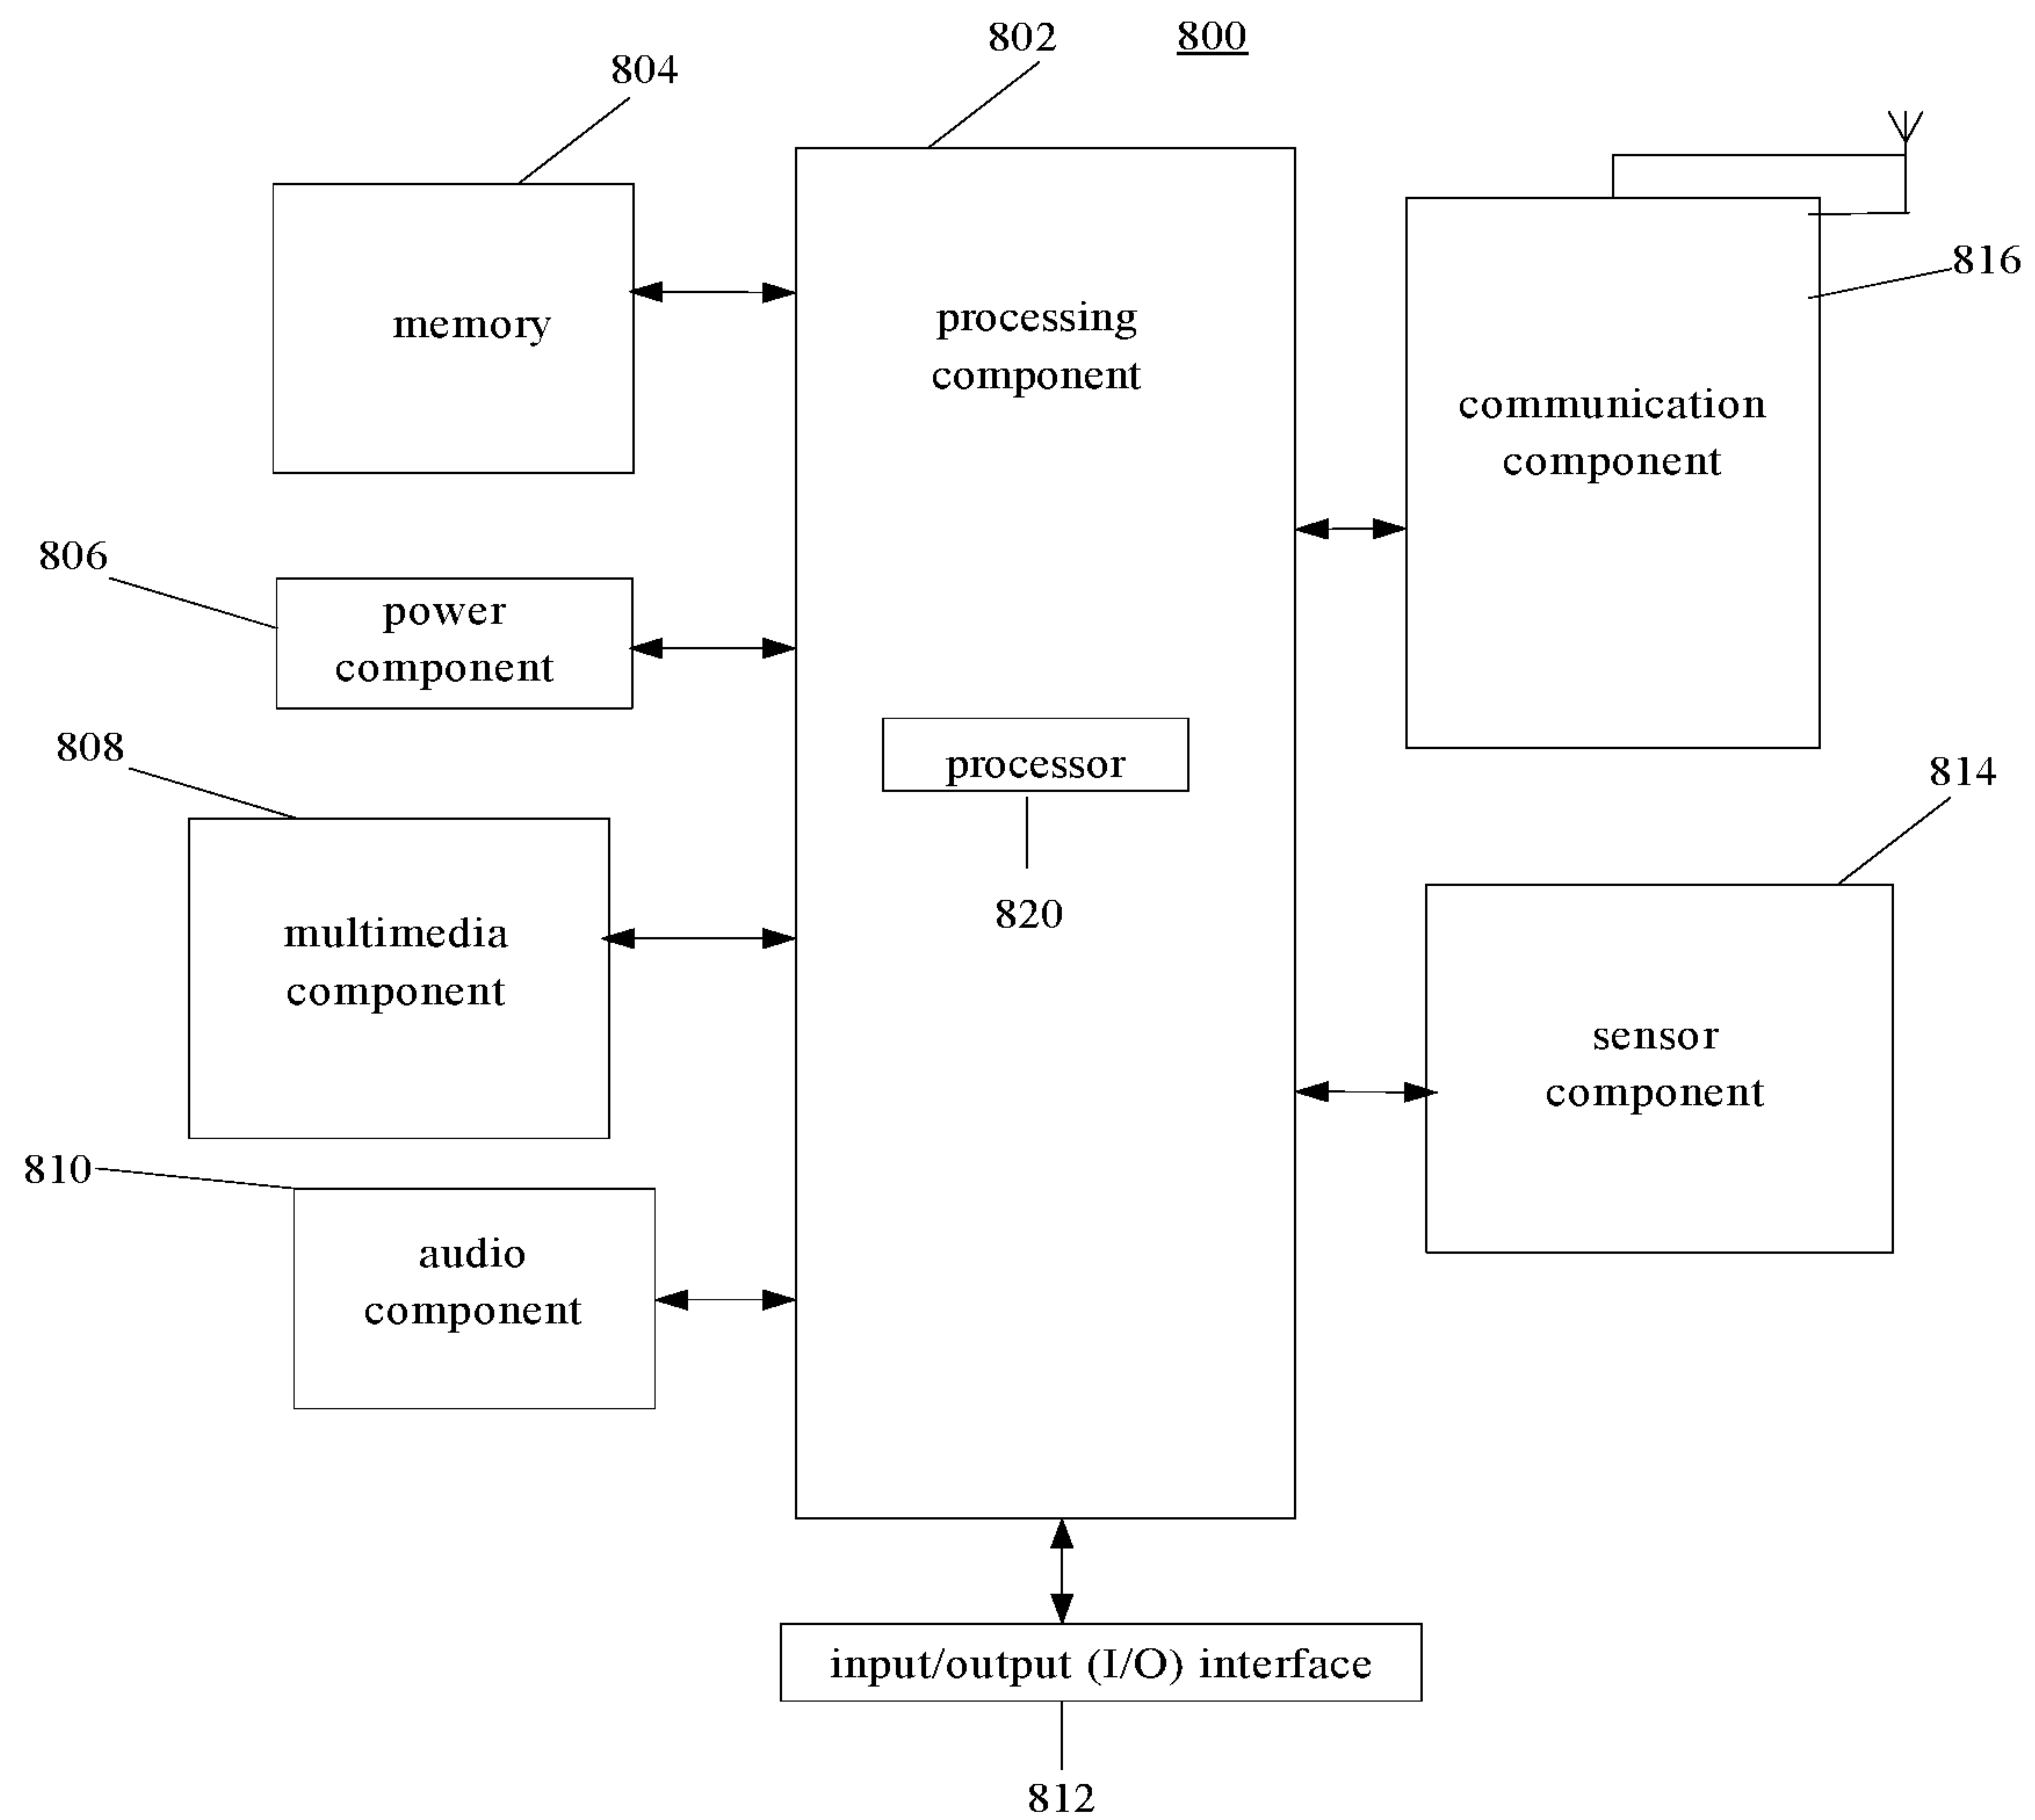 802
800
804
816
memory
processing
component
communication
component
806
power
component
808
processor
814
820
multimedia
component
sensor
component
810
audio
component
input/output (I/O) interface
812